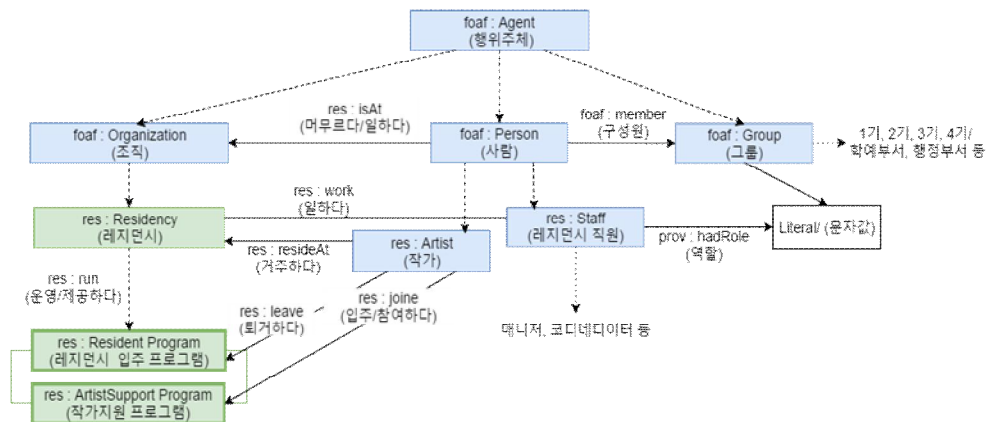 foaf : Agent
(행위주체)
res : isAt
(머무르다/일하다)
foaf : member
(구성원)
foaf : Organization
(조직)
foaf : Person
(사람)
foaf : Group
(그룹)
1기, 2기, 3기, 4기/
학예부서, 행정부서 등
res : work
(일하다)
res : Residency
(레지던시)
res : Staff
(레지던시 직원)
Literal/ (문자값)
prov : hadRole
(역할)
res : Artist
(작가)
res : resideAt
(거주하다)
res : run
(운영/제공하다)
res : leave
(퇴거하다)
res : joine
(입주/참여하다)
매니저, 코디네디이터 등
res : Resident Program
(레지던시 입주 프로그램)
res : ArtistSupport Program
(작가지원 프로그램)